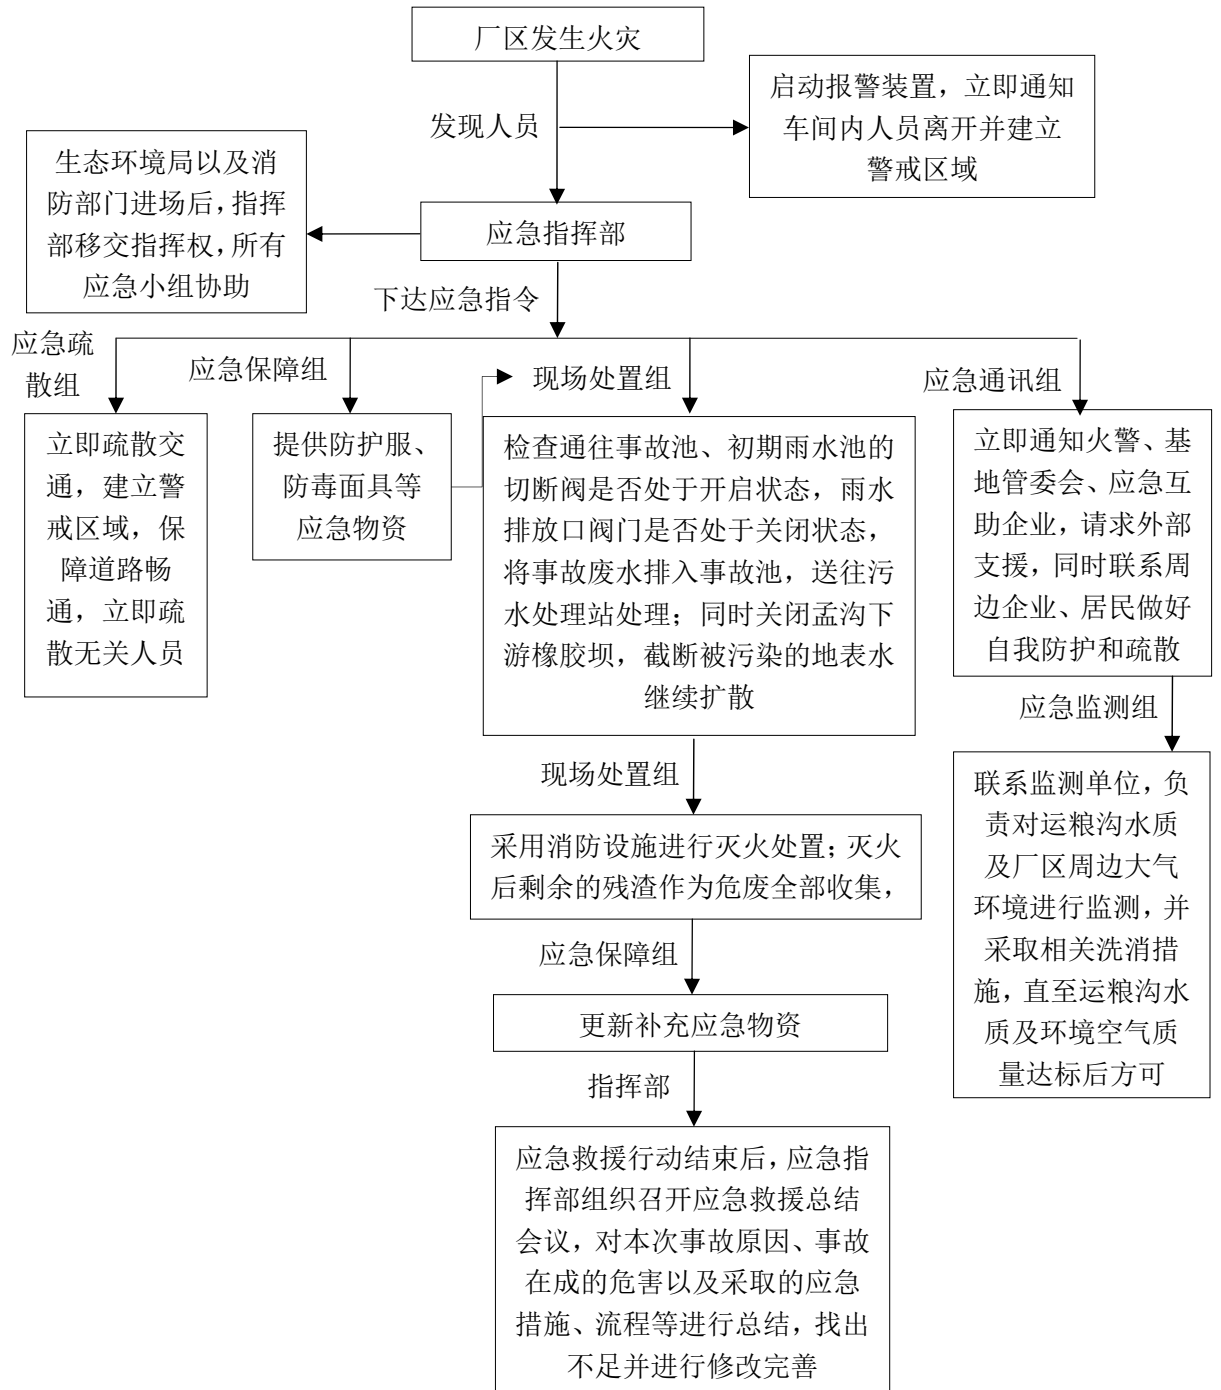 厂区发生火灾
启动报警装置，立即通知
车间内人员离开并建立
警戒区域
发现人员
生态环境局以及消
防部门进场后，指挥
部移交指挥权，所有
应急小组协助
应急指挥部
下达应急指令
应急疏
散组
应急保障组
现场处置组
应急通讯组
立即疏散交
通，建立警
戒区域，保
障道路畅
通，立即疏
散无关人员
提供防护服、
防毒面具等
应急物资
检查通往事故池、初期雨水池的
切断阀是否处于开启状态，雨水
排放口阀门是否处于关闭状态，
将事故废水排入事故池，送往污
水处理站处理；同时关闭孟沟下
游橡胶坝，截断被污染的地表水
继续扩散
立即通知火警、基
地管委会、应急互
助企业，请求外部
支援，同时联系周
边企业、居民做好
自我防护和疏散
应急监测组
联系监测单位，负
责对运粮沟水质
及厂区周边大气
环境进行监测，并
采取相关洗消措
施，直至运粮沟水
质及环境空气质
量达标后方可
现场处置组
采用消防设施进行灭火处置；灭火
后剩余的残渣作为危废全部收集，
应急保障组
更新补充应急物资
指挥部
应急救援行动结束后，应急指
挥部组织召开应急救援总结
会议，对本次事故原因、事故
在成的危害以及采取的应急
措施、流程等进行总结，找出
不足并进行修改完善